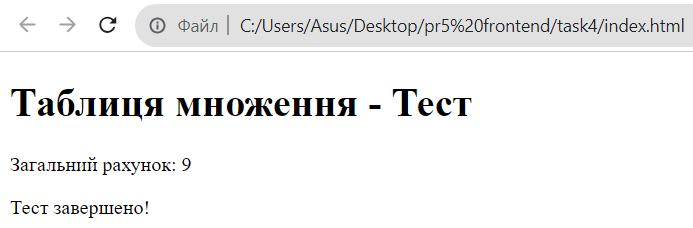 Файл C:/Users/Asus/Desktop/pr5%20frontend/task4/index.html
Таблиця множення - Тест
Загальний рахунок: 9
Тест завершено!